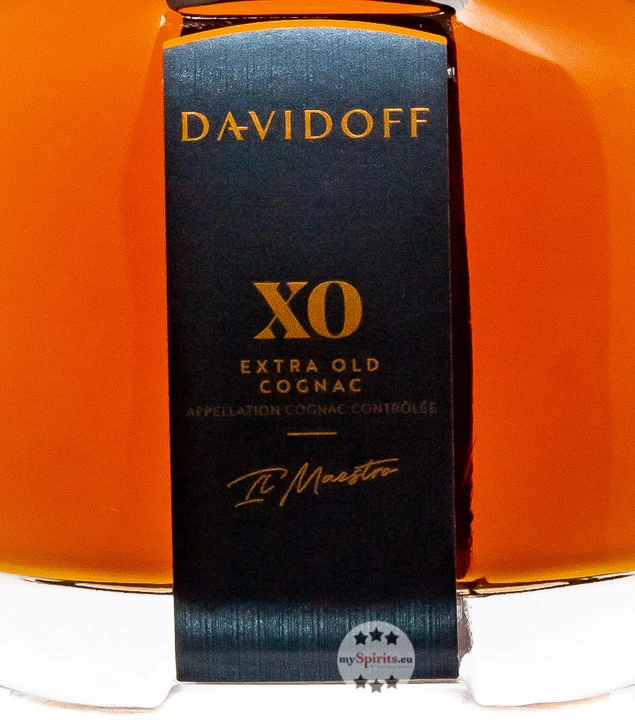 DAVIDOFF
XO
EXTRA OLD
COGNAC
APPELLATION COGNAC CONTRÔLÉE
Il Maestro
mySpirits.eu